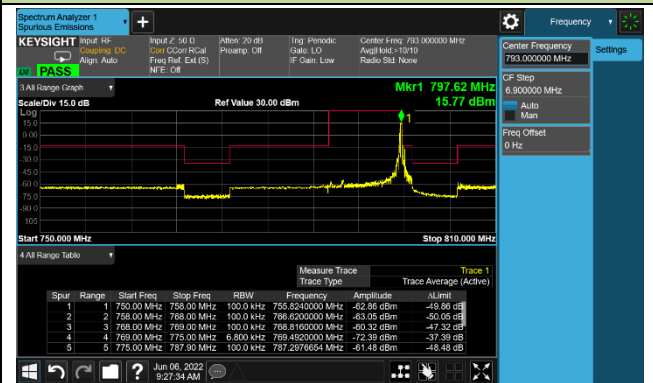 Spectrum Analyzer 1
Spurious Emissions
Frequency
KEYSIGHT
Input: RF
Coupling: DC
Align: Auto
Input Z: 50 Ω
Corr CCorr RCal
Freq Ref: Ext (S)
NFE: Off
Atten: 20 dB
Preamp: Off
Trig: Periodic
Gate: LO
IF Gain: Low
Center Freq: 793.000000 MHz
Avg|Hold:>10/10
Radio Std: None
PASS
Center Frequency
793.000000 MHz
Settings
CF Step
6.900000 MHz
Auto
Man
Freq Offset
0 Hz
3 All Range Graph
Mkr1 797.62 MHz
Scale/Div 15.0 dB
Ref Value 30.00 dBm
15.77 dBm
Log
15.0
0.00
-15.0
-30.0
-45.0
-60.0
-75.0
-90.0
-105
1
Start 750.000 MHz
Stop 810.000 MHz
4 All Range Table
Measure Trace Trace 1
Trace Type Trace Average (Active)
Spur Range Start Freq Stop Freq RBW Frequency Amplitude ΔLimit
1 1 750.00 MHz 758.00 MHz 100.0 kHz 755.8240000 MHz -62.86 dBm -49.86 dB
2 2 758.00 MHz 768.00 MHz 100.0 kHz 766.6200000 MHz -63.05 dBm -50.05 dB
3 3 768.00 MHz 769.00 MHz 100.0 kHz 768.8160000 MHz -60.32 dBm -47.32 dB
4 4 769.00 MHz 775.00 MHz 6.800 kHz 769.4920000 MHz -72.39 dBm -37.39 dB
5 5 775.00 MHz 787.90 MHz 100.0 kHz 787.2976654 MHz -61.48 dBm -48.48 dB
Jun 06, 2022
9:27:34 AM